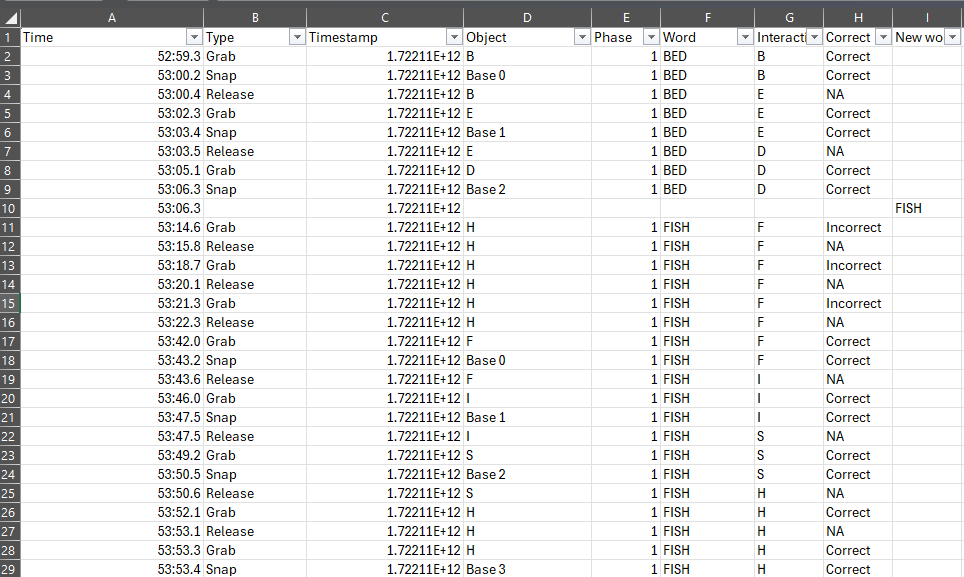 A B C D E F G H I
1 Time Type Timestamp Object Phase Word Interacti Correct New wo
2 52:59.3 Grab 1.72211E+12 B 1 BED B Correct
3 53:00.2 Snap 1.72211E+12 Base 0 1 BED B Correct
4 53:00.4 Release 1.72211E+12 B 1 BED E NA
5 53:02.3 Grab 1.72211E+12 E 1 BED E Correct
6 53:03.4 Snap 1.72211E+12 Base 1 1 BED E Correct
7 53:03.5 Release 1.72211E+12 E 1 BED D NA
8 53:05.1 Grab 1.72211E+12 D 1 BED D Correct
9 53:06.3 Snap 1.72211E+12 Base 2 1 BED D Correct
10 53:06.3 1.72211E+12 FISH
11 53:14.6 Grab 1.72211E+12 H 1 FISH F Incorrect
12 53:15.8 Release 1.72211E+12 H 1 FISH F NA
13 53:18.7 Grab 1.72211E+12 H 1 FISH F Incorrect
14 53:20.1 Release 1.72211E+12 H 1 FISH F NA
15 53:21.3 Grab 1.72211E+12 H 1 FISH F Incorrect
16 53:22.3 Release 1.72211E+12 H 1 FISH F NA
17 53:42.0 Grab 1.72211E+12 F 1 FISH F Correct
18 53:43.2 Snap 1.72211E+12 Base 0 1 FISH F Correct
19 53:43.6 Release 1.72211E+12 F 1 FISH I NA
20 53:46.0 Grab 1.72211E+12 I 1 FISH I Correct
21 53:47.5 Snap 1.72211E+12 Base 1 1 FISH I Correct
22 53:47.5 Release 1.72211E+12 I 1 FISH S NA
23 53:49.2 Grab 1.72211E+12 S 1 FISH S Correct
24 53:50.5 Snap 1.72211E+12 Base 2 1 FISH S Correct
25 53:50.6 Release 1.72211E+12 S 1 FISH H NA
26 53:52.1 Grab 1.72211E+12 H 1 FISH H Correct
27 53:53.1 Release 1.72211E+12 H 1 FISH H NA
28 53:53.3 Grab 1.72211E+12 H 1 FISH H Correct
29 53:53.4 Snap 1.72211E+12 Base 3 1 FISH H Correct